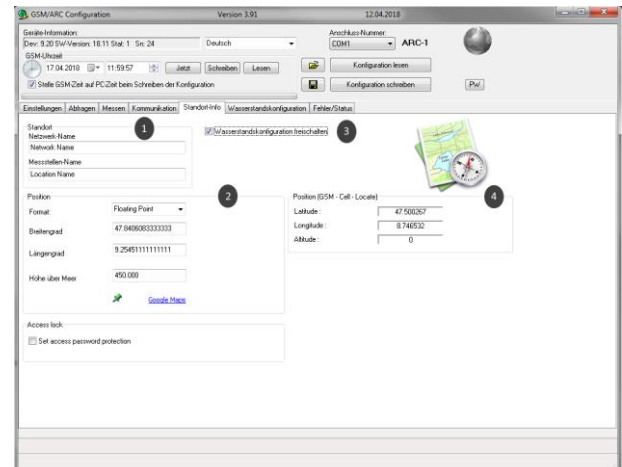 GSM/ARC Configuration Version 3.91 12.04.2018
Geräte-Information: Anschluss-Nummer:
Dev: 9.20 SW-Version: 18.11 Stat: 1 Sn: 24 Deutsch COM1 ARC-1
GSM-Uhrzeit
17.04.2018 11:59:57 Jetzt Schreiben Lesen Konfiguration lesen
Stelle GSM-Zeit auf PC-Zeit beim Schreiben der Konfiguration Konfiguration schreiben PW
Einstellungen Abfragen Messen Kommunikation Standort-Info Wasserstandskonfiguration Fehler/Status
Standort 1 Wasserstandskonfiguration freischalten 3
Netzwerk-Name
Network Name
Messstellen-Name
Location Name
Position 2 Position (GSM - Cell - Locate) 4
Format: Floating Point Latitude : 47.500267
Breitengrad 47.8406083333333 Longitude : 8.746532
Längengrad 9.25451111111111 Altitude : 0
Höhe über Meer 450.000
Google Maps
Access lock
Set access password protection